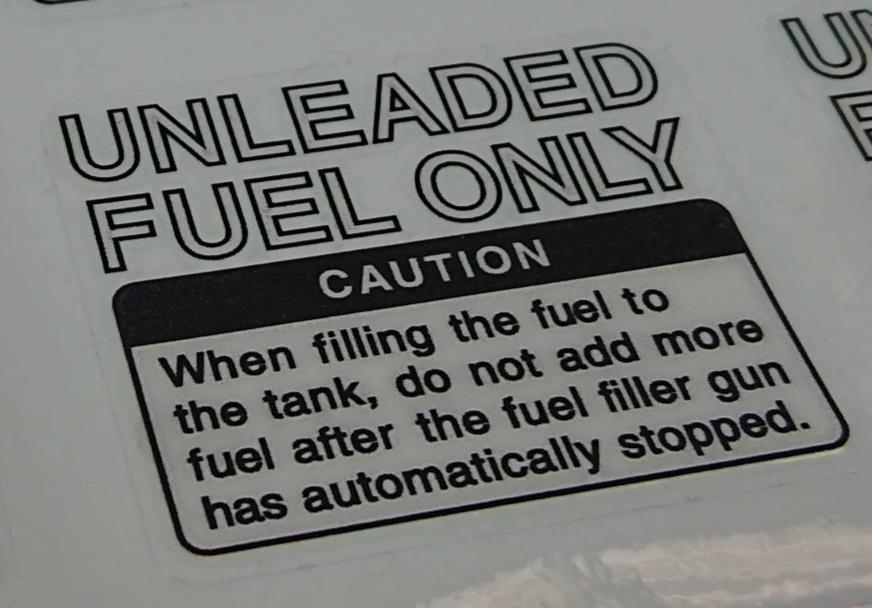 UNLEADED
FUEL ONLY
CAUTION
When filling the fuel to
the tank, do not add more
fuel after the fuel filler gun
has automatically stopped.